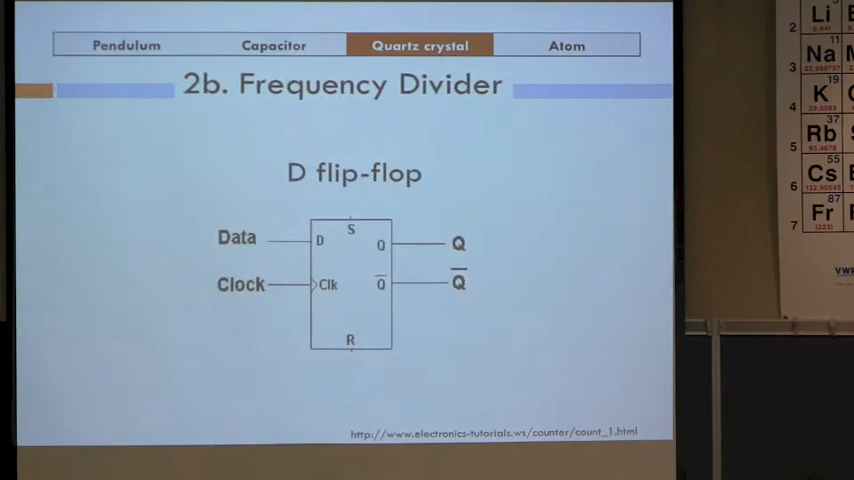 Pendulum Capacitor Quartz crystal Atom
2b. Frequency Divider
D flip-flop
Data D S Q Q
Clock Clk Q Q
R
http://www.electronics-tutorials.ws/counter/count_1.html
2 Li
6.941
11
3 Na
22.989707
19
4 K
39.0983
37
5 Rb
85.4678
55
6 Cs
132.90545
87
7 Fr
(223)
VWR